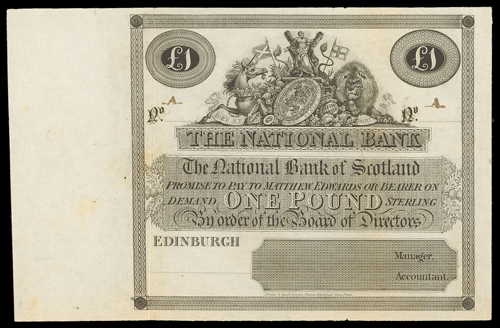 £1 £1
No A No A
THE NATIONAL BANK
The National Bank of Scotland
PROMISE TO PAY TO MATTHEW EDWARDS OR BEARER ON
DEMAND ONE POUND STERLING
By order of the Board of Directors
EDINBURGH
Manager.
Accountant.